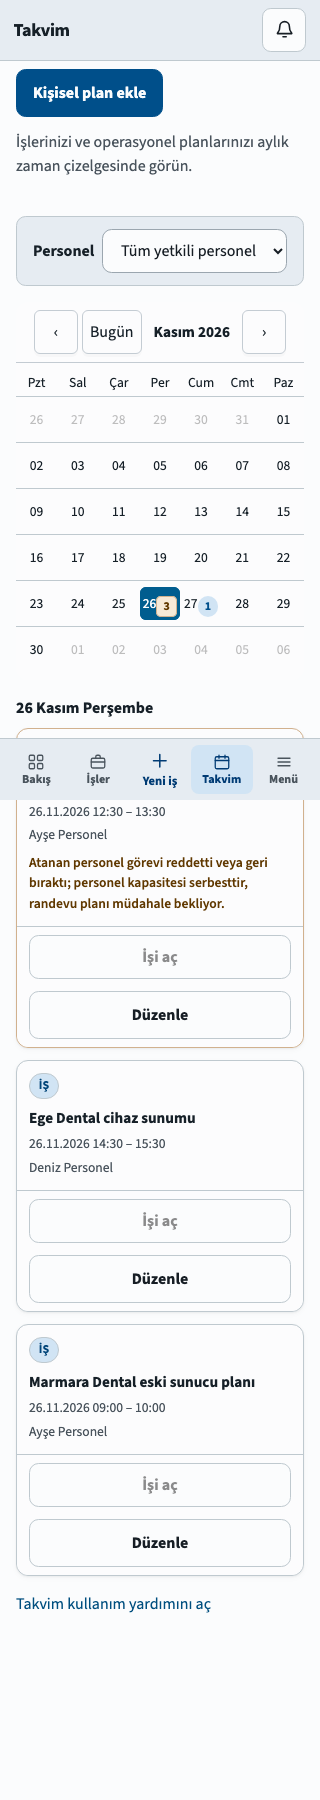 Takvim
Kişisel plan ekle
İşlerinizi ve operasyonel planlarınızı aylık
zaman çizelgesinde görün.
Personel Tüm yetkili personel
‹ Bugün Kasım 2026 ›
Pzt Sal Çar Per Cum Cmt Paz
26 27 28 29 30 31 01
02 03 04 05 06 07 08
09 10 11 12 13 14 15
16 17 18 19 20 21 22
23 24 25 26 3 27 1 28 29
30 01 02 03 04 05 06
26 Kasım Perşembe
Bakış İşler Yeni iş Takvim Menü
26.11.2026 12:30 – 13:30
Ayşe Personel
Atanan personel görevi reddetti veya geri
bıraktı; personel kapasitesi serbesttir,
randevu planı müdahale bekliyor.
İşi aç
Düzenle
İŞ
Ege Dental cihaz sunumu
26.11.2026 14:30 – 15:30
Deniz Personel
İşi aç
Düzenle
İŞ
Marmara Dental eski sunucu planı
26.11.2026 09:00 – 10:00
Ayşe Personel
İşi aç
Düzenle
Takvim kullanım yardımını aç